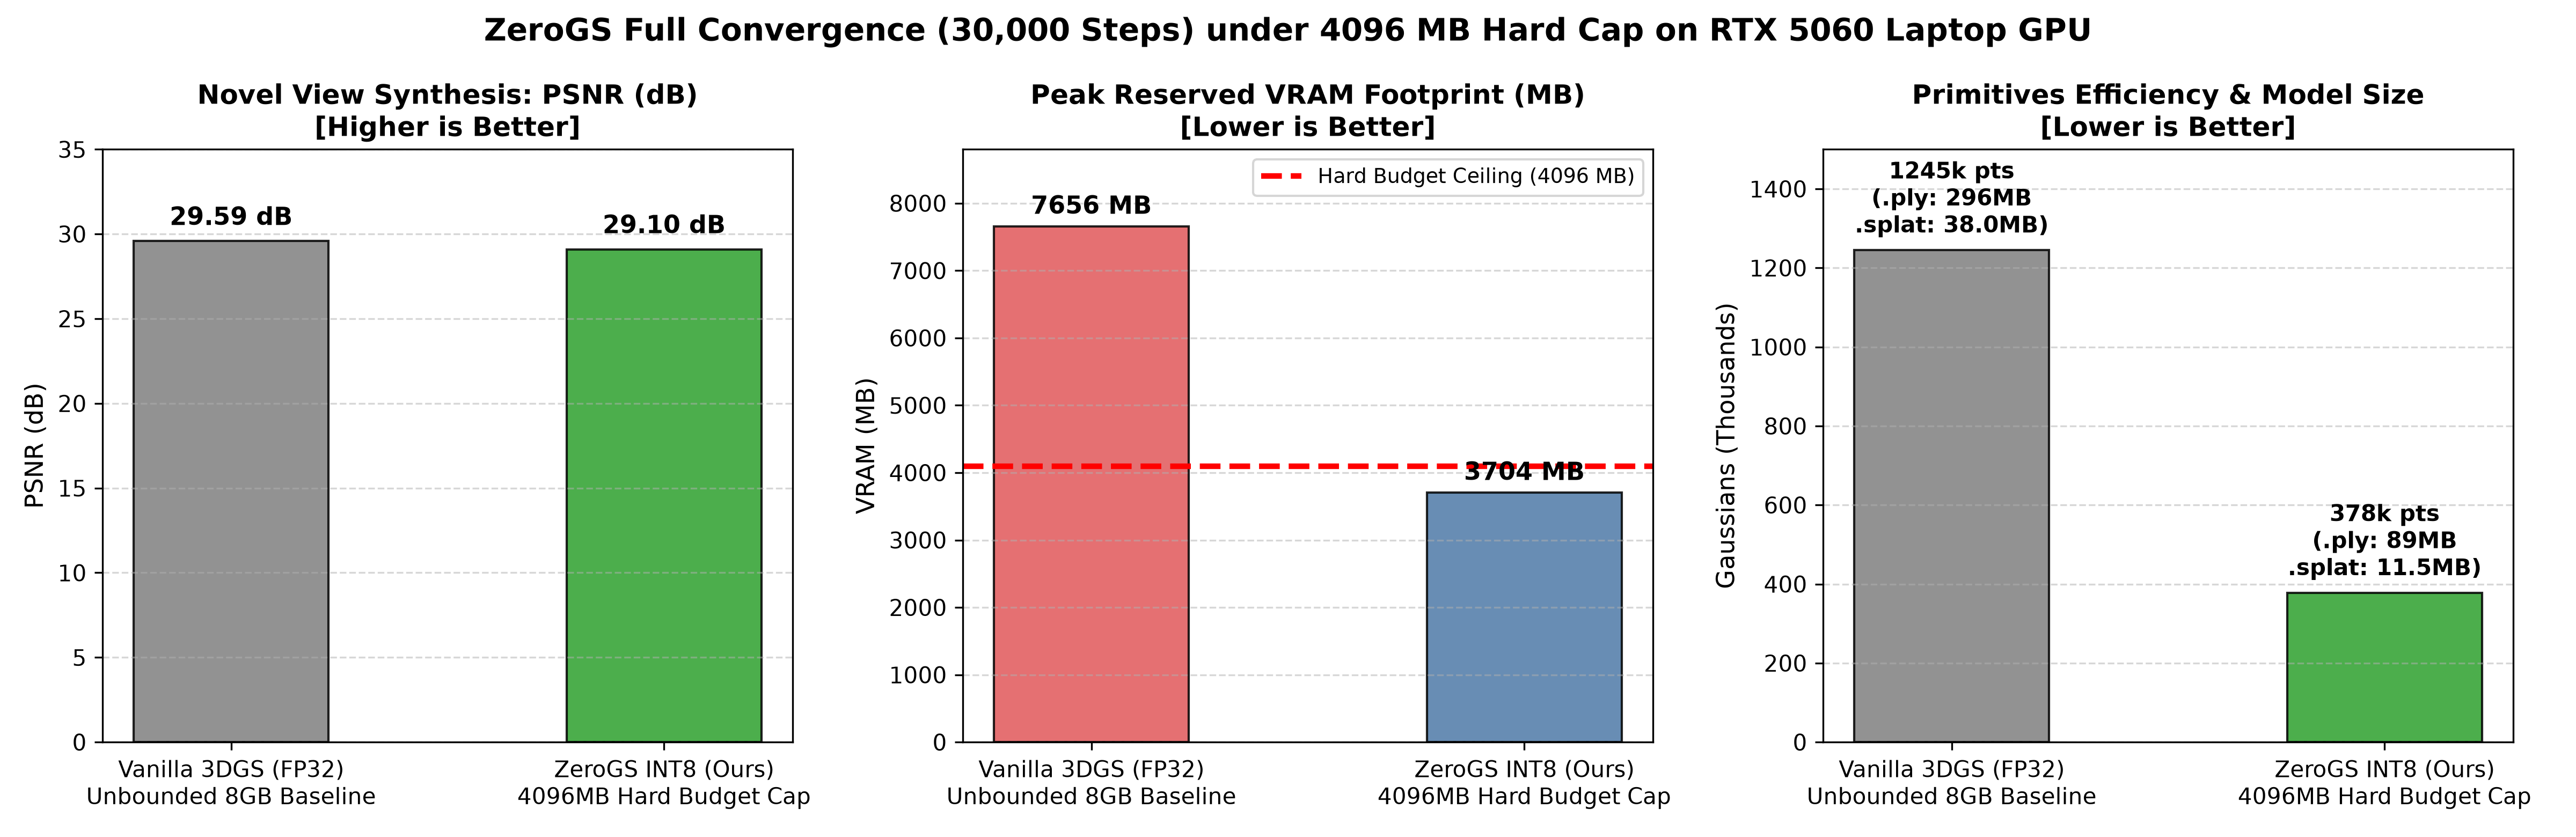 ZeroGS Full Convergence (30,000 Steps) under 4096 MB Hard Cap on RTX 5060 Laptop GPU
Novel View Synthesis: PSNR (dB)
[Higher is Better]
PSNR (dB)
35
30
25
20
15
10
5
0
29.59 dB
29.10 dB
Vanilla 3DGS (FP32)
Unbounded 8GB Baseline
ZeroGS INT8 (Ours)
4096MB Hard Budget Cap
Peak Reserved VRAM Footprint (MB)
[Lower is Better]
VRAM (MB)
8000
7000
6000
5000
4000
3000
2000
1000
0
Hard Budget Ceiling (4096 MB)
7656 MB
3704 MB
Vanilla 3DGS (FP32)
Unbounded 8GB Baseline
ZeroGS INT8 (Ours)
4096MB Hard Budget Cap
Primitives Efficiency & Model Size
[Lower is Better]
Gaussians (Thousands)
1400
1200
1000
800
600
400
200
0
1245k pts
(.ply: 296MB
.splat: 38.0MB)
378k pts
(.ply: 89MB
.splat: 11.5MB)
Vanilla 3DGS (FP32)
Unbounded 8GB Baseline
ZeroGS INT8 (Ours)
4096MB Hard Budget Cap